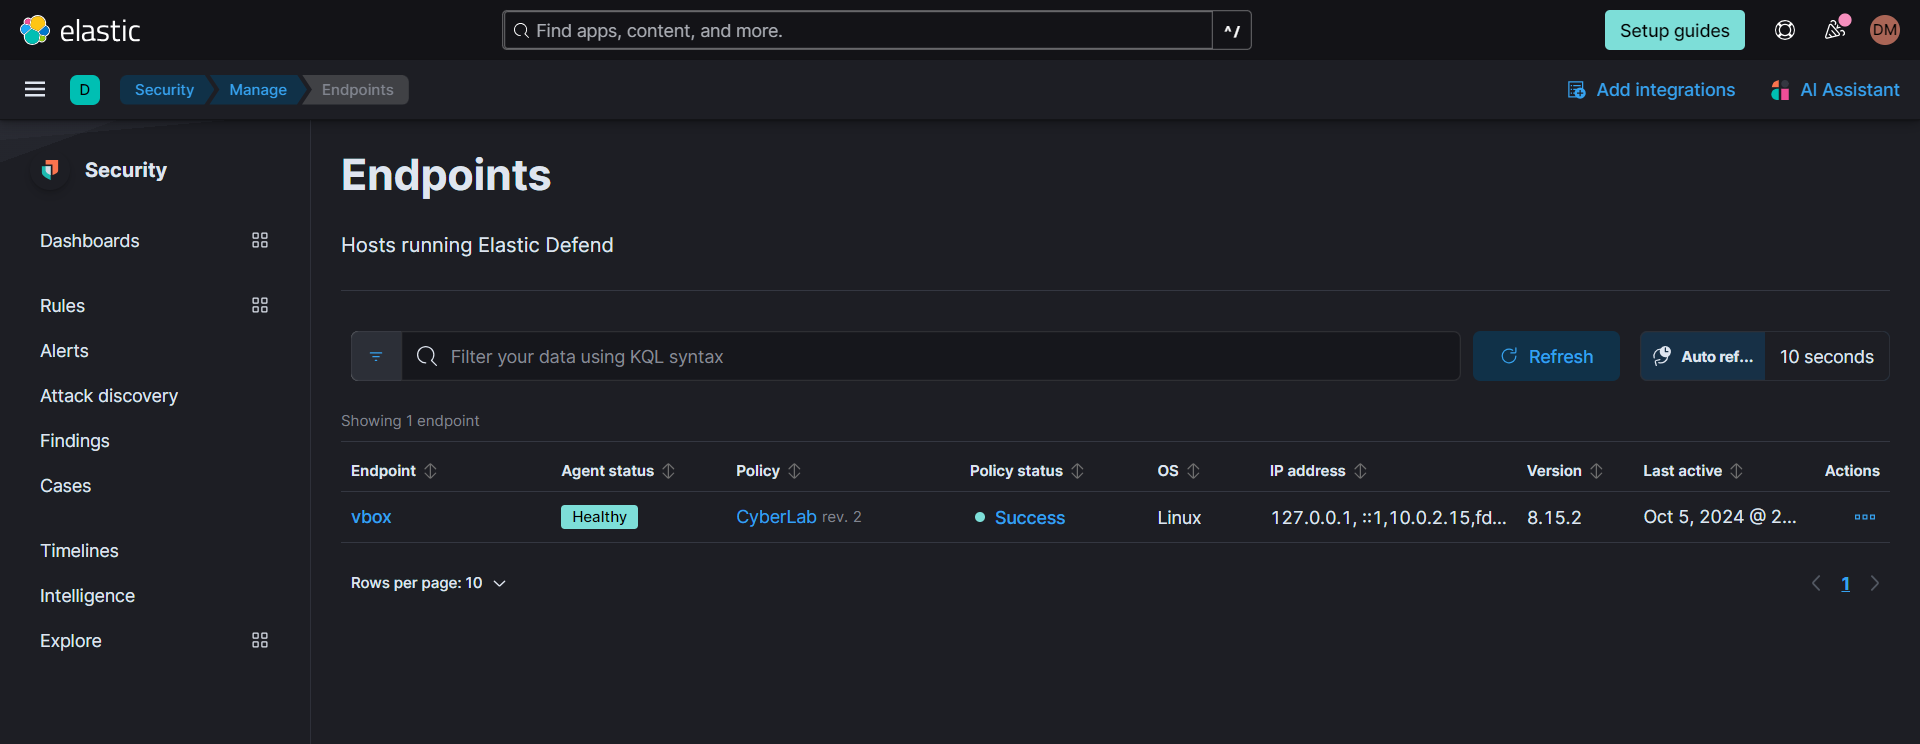 elastic
Find apps, content, and more.
^/
Setup guides
DM
D
Security
Manage
Endpoints
Add integrations
AI Assistant
Security
Dashboards
Rules
Alerts
Attack discovery
Findings
Cases
Timelines
Intelligence
Explore
Endpoints
Hosts running Elastic Defend
Filter your data using KQL syntax
Refresh
Auto ref...
10 seconds
Showing 1 endpoint
Endpoint Agent status Policy Policy status OS IP address Version Last active Actions
vbox Healthy CyberLab rev. 2 Success Linux 127.0.0.1, ::1,10.0.2.15,fd... 8.15.2 Oct 5, 2024 @ 2...
Rows per page: 10
1